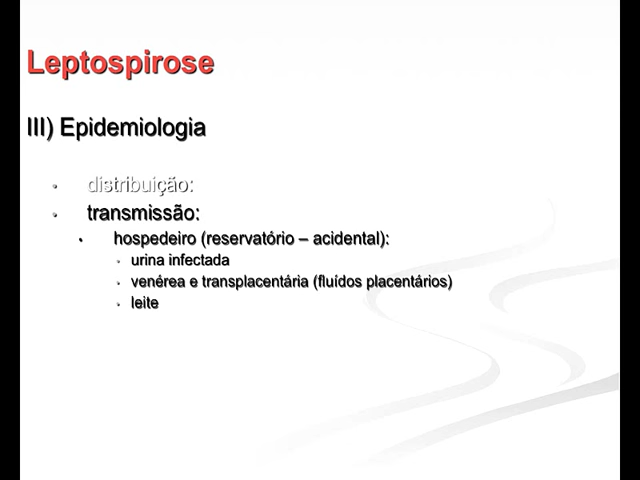 Leptospirose
III) Epidemiologia
• distribuição:
• transmissão:
• hospedeiro (reservatório – acidental):
• urina infectada
• venérea e transplacentária (fluídos placentários)
• leite